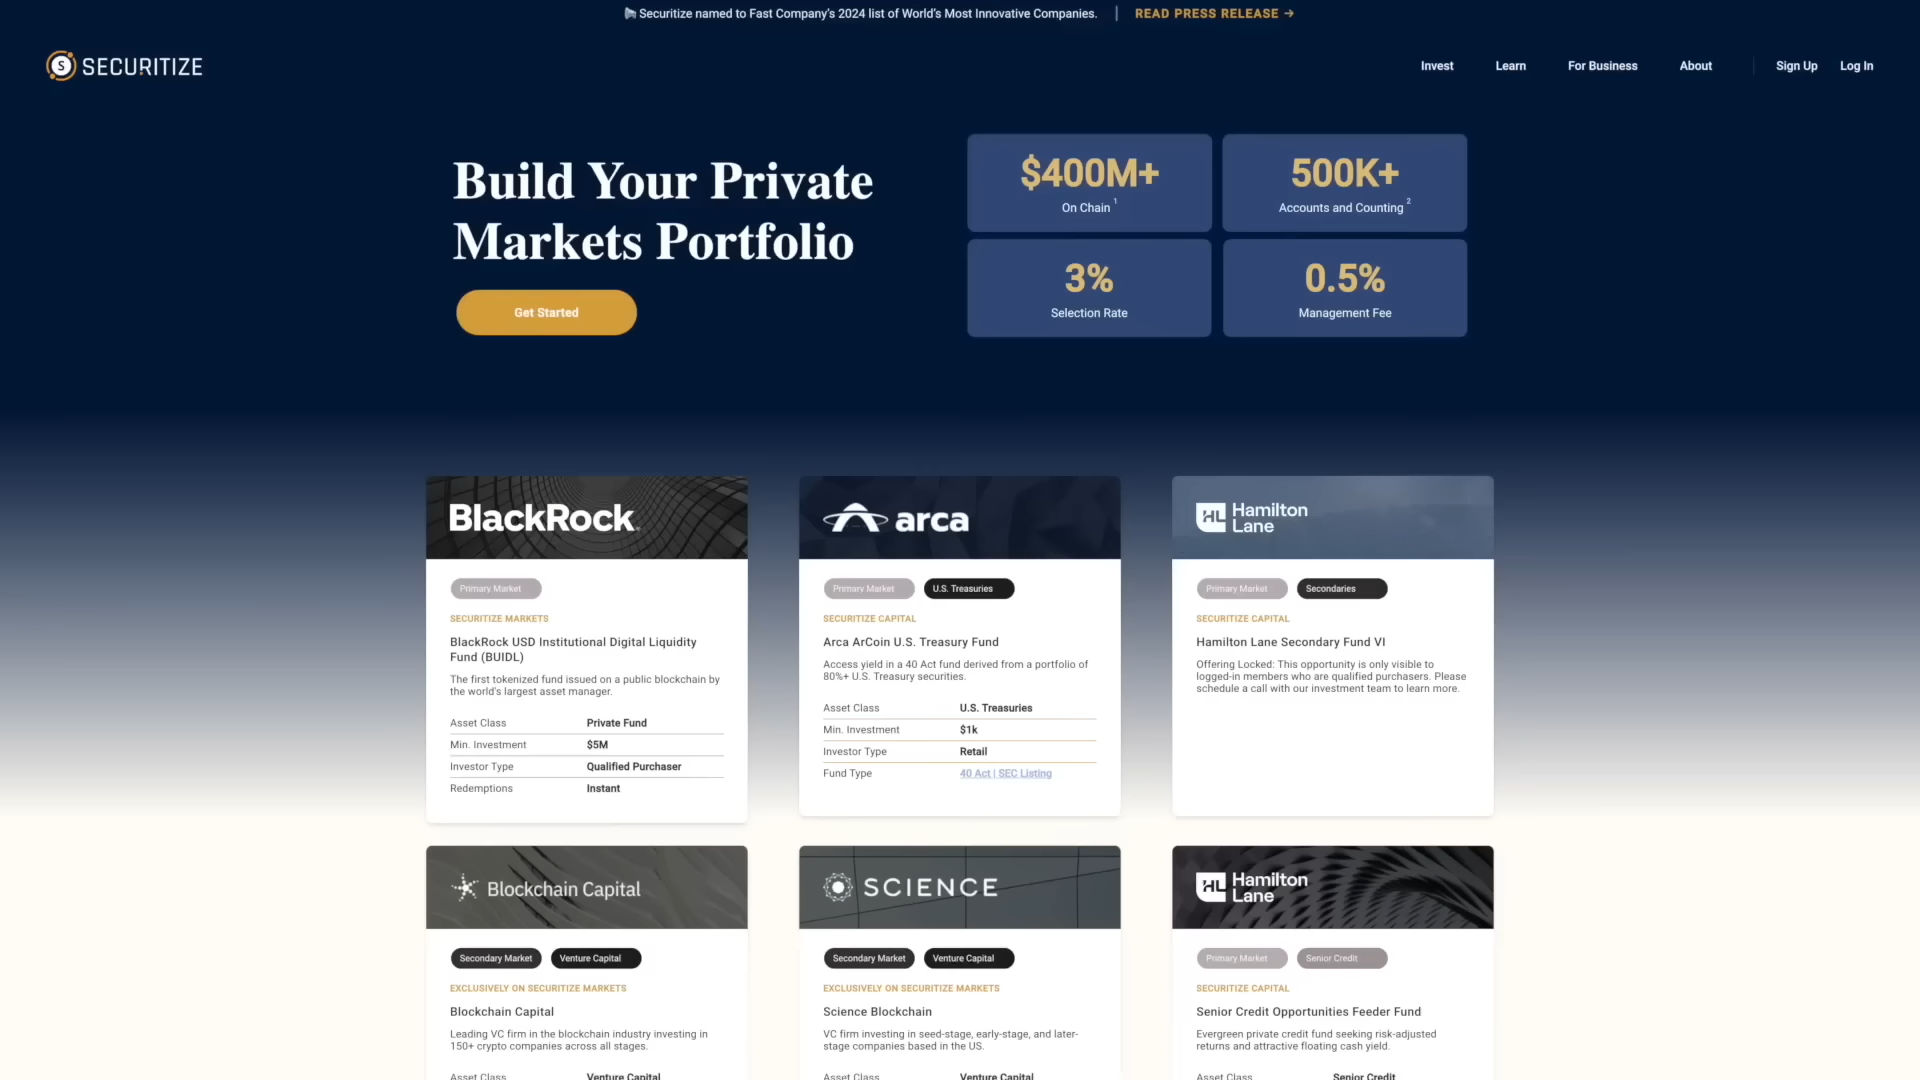 Securitize named to Fast Company's 2024 list of World's Most Innovative Companies. | READ PRESS RELEASE →
S SECURITIZE
Invest Learn For Business About Sign Up Log In
Build Your Private
Markets Portfolio
Get Started
$400M+
On Chain 1
500K+
Accounts and Counting 2
3%
Selection Rate
0.5%
Management Fee
BlackRock
Primary Market
SECURITIZE MARKETS
BlackRock USD Institutional Digital Liquidity
Fund (BUIDL)
The first tokenized fund issued on a public blockchain by
the world's largest asset manager.
Asset Class Private Fund
Min. Investment $5M
Investor Type Qualified Purchaser
Redemptions Instant
arca
Primary Market U.S. Treasuries
SECURITIZE CAPITAL
Arca ArCoin U.S. Treasury Fund
Access yield in a 40 Act fund derived from a portfolio of
80%+ U.S. Treasury securities.
Asset Class U.S. Treasuries
Min. Investment $1k
Investor Type Retail
Fund Type 40 Act | SEC Listing
HL Hamilton
Lane
Primary Market Secondaries
SECURITIZE CAPITAL
Hamilton Lane Secondary Fund VI
Offering Locked: This opportunity is only visible to
logged-in members who are qualified purchasers. Please
schedule a call with our investment team to learn more.
Blockchain Capital
Secondary Market Venture Capital
EXCLUSIVELY ON SECURITIZE MARKETS
Blockchain Capital
Leading VC firm in the blockchain industry investing in
150+ crypto companies across all stages.
Asset Class Venture Capital
SCIENCE
Secondary Market Venture Capital
EXCLUSIVELY ON SECURITIZE MARKETS
Science Blockchain
VC firm investing in seed-stage, early-stage, and later-
stage companies based in the US.
Asset Class Venture Capital
HL Hamilton
Lane
Primary Market Senior Credit
SECURITIZE CAPITAL
Senior Credit Opportunities Feeder Fund
Evergreen private credit fund seeking risk-adjusted
returns and attractive floating cash yield.
Asset Class Senior Credit